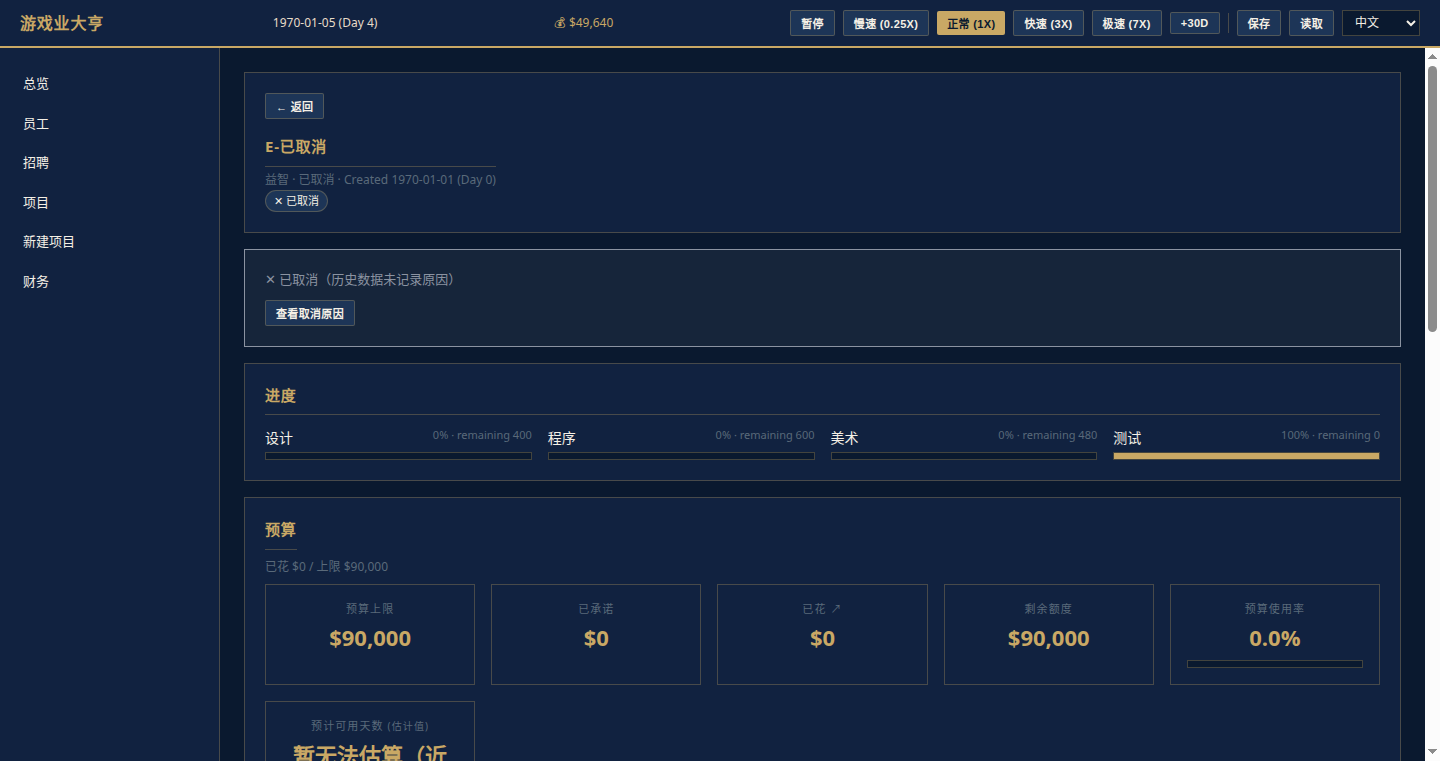 游戏业大亨
1970-01-05 (Day 4)
💰 $49,640
暂停
慢速 (0.25X)
正常 (1X)
快速 (3X)
极速 (7X)
+30D
保存
读取
中文
总览
员工
招聘
项目
新建项目
财务
← 返回
E-已取消
益智 · 已取消 · Created 1970-01-01 (Day 0)
✕ 已取消
✕ 已取消（历史数据未记录原因）
查看取消原因
进度
设计 0% · remaining 400
程序 0% · remaining 600
美术 0% · remaining 480
测试 100% · remaining 0
预算
已花 $0 / 上限 $90,000
预算上限
$90,000
已承诺
$0
已花 ↗
$0
剩余额度
$90,000
预算使用率
0.0%
预计可用天数 (估计值)
暂无法估算（近